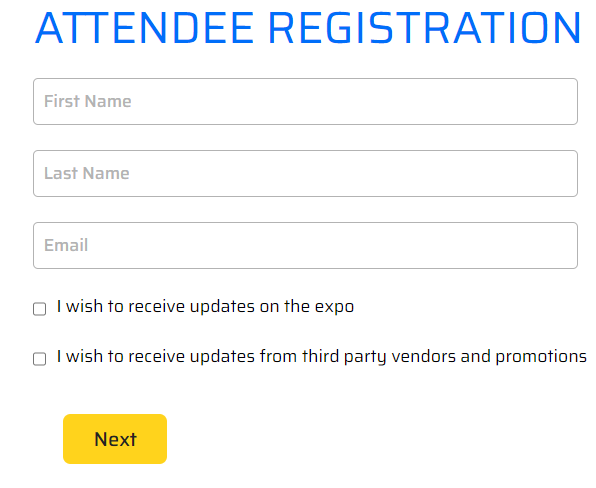 ATTENDEE REGISTRATION
First Name
Last Name
Email
I wish to receive updates on the expo
I wish to receive updates from third party vendors and promotions
Next